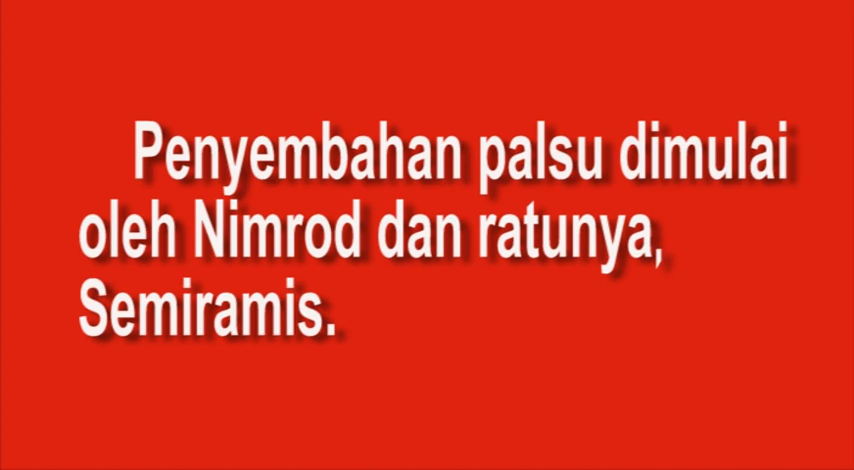 Penyembahan palsu dimulai
oleh Nimrod dan ratunya,
Semiramis.